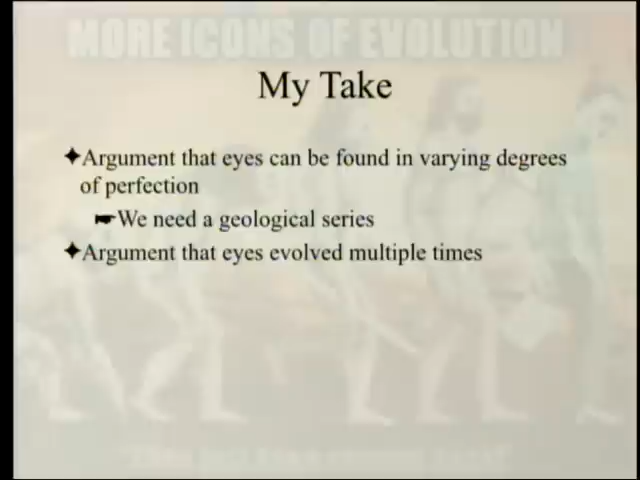 MORE ICONS OF EVOLUTION
My Take
✦Argument that eyes can be found in varying degrees
of perfection
☛We need a geological series
✦Argument that eyes evolved multiple times